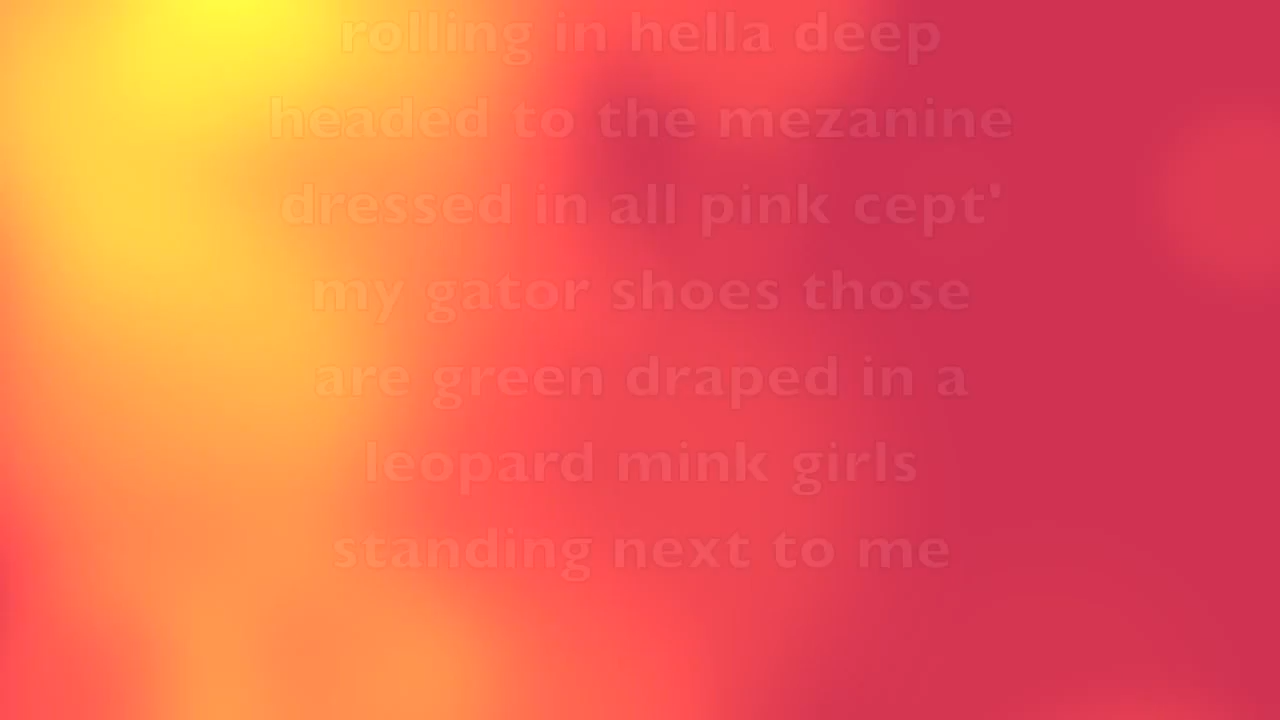 rolling in hella deep
headed to the mezanine
dressed in all pink cept'
my gator shoes those
are green draped in a
leopard mink girls
standing next to me